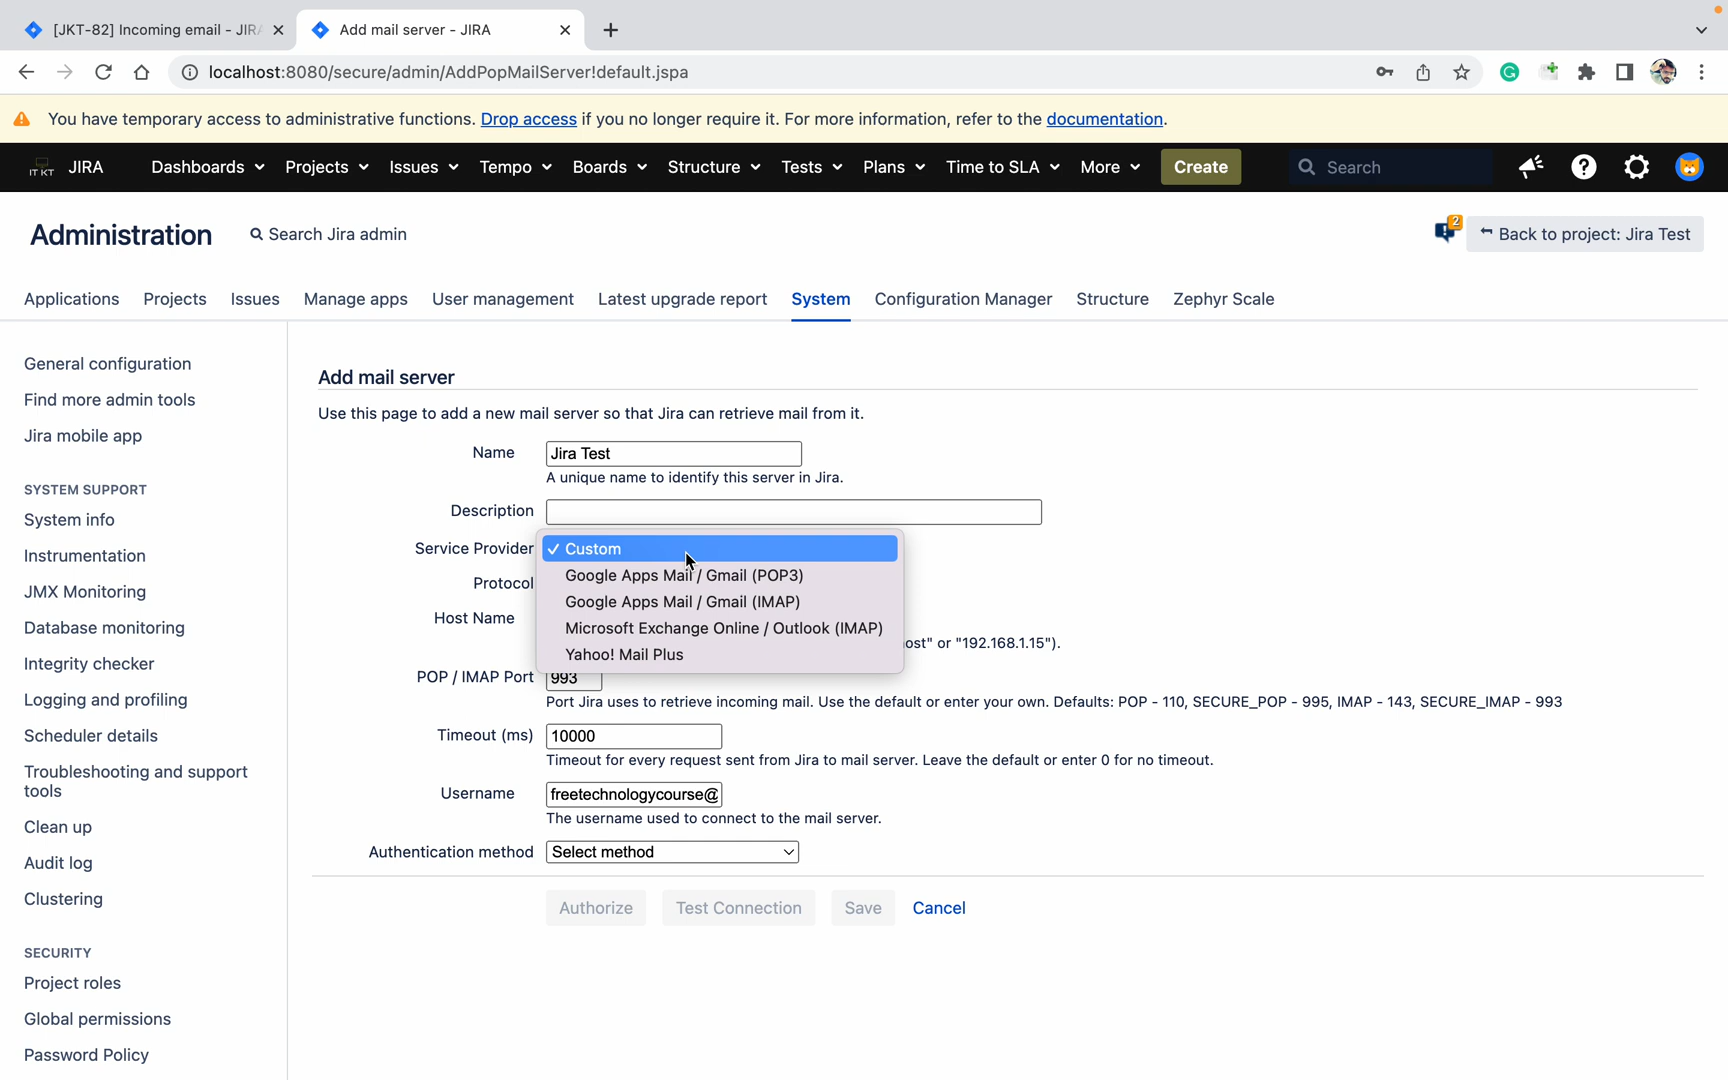 [JKT-82] Incoming email - JIR
Add mail server - JIRA
localhost:8080/secure/admin/AddPopMailServer!default.jspa
You have temporary access to administrative functions. Drop access if you no longer require it. For more information, refer to the documentation.
IT KT JIRA Dashboards Projects Issues Tempo Boards Structure Tests Plans Time to SLA More Create Search
Administration Search Jira admin 2 Back to project: Jira Test
Applications Projects Issues Manage apps User management Latest upgrade report System Configuration Manager Structure Zephyr Scale
General configuration
Find more admin tools
Jira mobile app
SYSTEM SUPPORT
System info
Instrumentation
JMX Monitoring
Database monitoring
Integrity checker
Logging and profiling
Scheduler details
Troubleshooting and support
tools
Clean up
Audit log
Clustering
SECURITY
Project roles
Global permissions
Password Policy
Add mail server
Use this page to add a new mail server so that Jira can retrieve mail from it.
Name Jira Test
A unique name to identify this server in Jira.
Description
Service Provider ✓ Custom
Google Apps Mail / Gmail (POP3)
Protocol
Google Apps Mail / Gmail (IMAP)
Host Name
Microsoft Exchange Online / Outlook (IMAP)
ost" or "192.168.1.15").
Yahoo! Mail Plus
POP / IMAP Port 993
Port Jira uses to retrieve incoming mail. Use the default or enter your own. Defaults: POP - 110, SECURE_POP - 995, IMAP - 143, SECURE_IMAP - 993
Timeout (ms) 10000
Timeout for every request sent from Jira to mail server. Leave the default or enter 0 for no timeout.
Username freetechnologycourse@
The username used to connect to the mail server.
Authentication method Select method
Authorize Test Connection Save Cancel